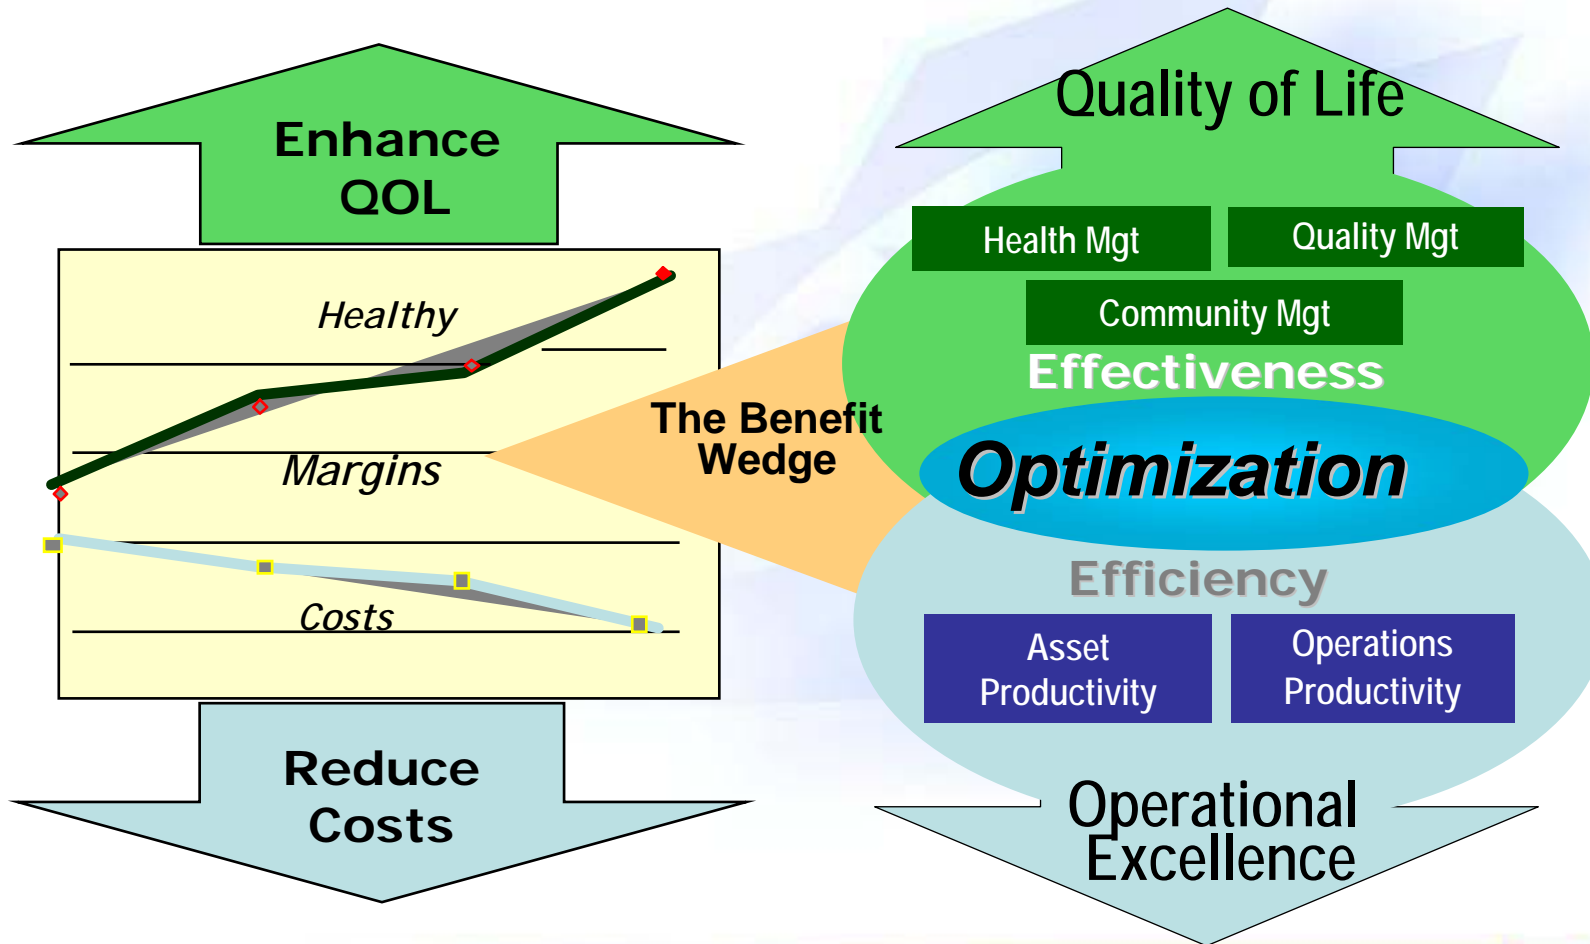 Enhance
QOL
Healthy
Margins
Costs
Reduce
Costs
The Benefit
Wedge
Quality of Life
Health Mgt
Quality Mgt
Community Mgt
Effectiveness
Optimization
Efficiency
Asset
Productivity
Operations
Productivity
Operational
Excellence